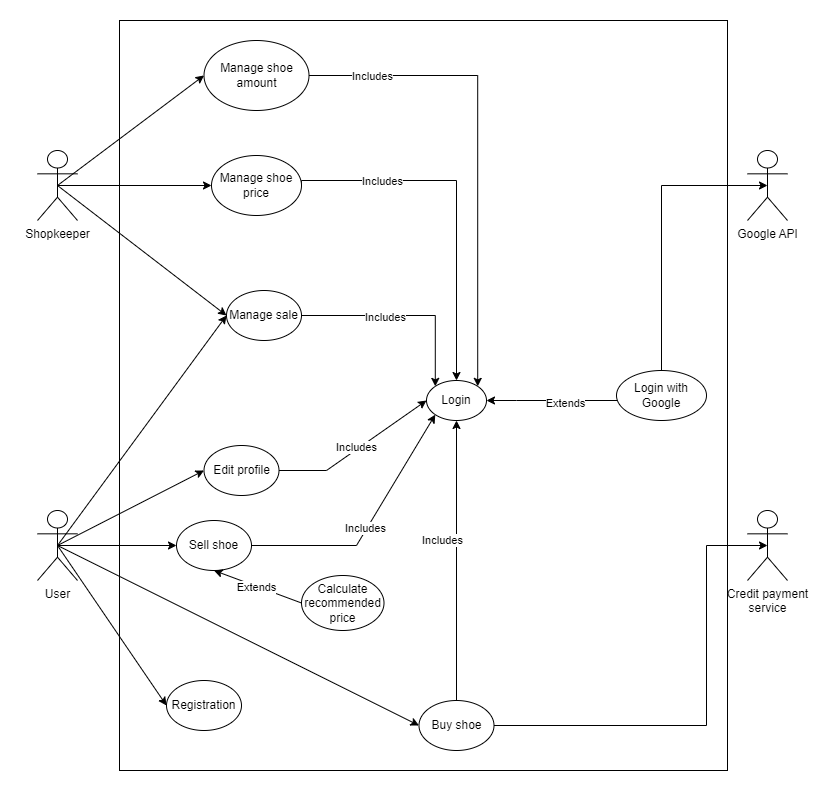 Manage shoe
amount
Includes
Manage shoe
price
Includes
Shopkeeper
Google API
Manage sale
Includes
Login with
Google
Login
Extends
Includes
Edit profile
Includes
Sell shoe
Includes
Extends
Calculate
recommended
price
User
Credit payment
service
Registration
Buy shoe